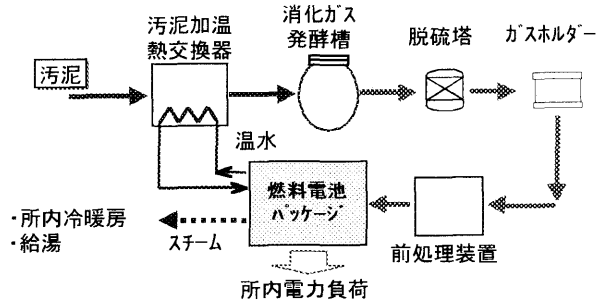 汚泥
汚泥加温
熱交換器
消化ガス
発酵槽
脱硫塔
ガスホルダー
温水
燃料電池
パッケージ
前処理装置
・所内冷暖房
・給湯
スチーム
所内電力負荷